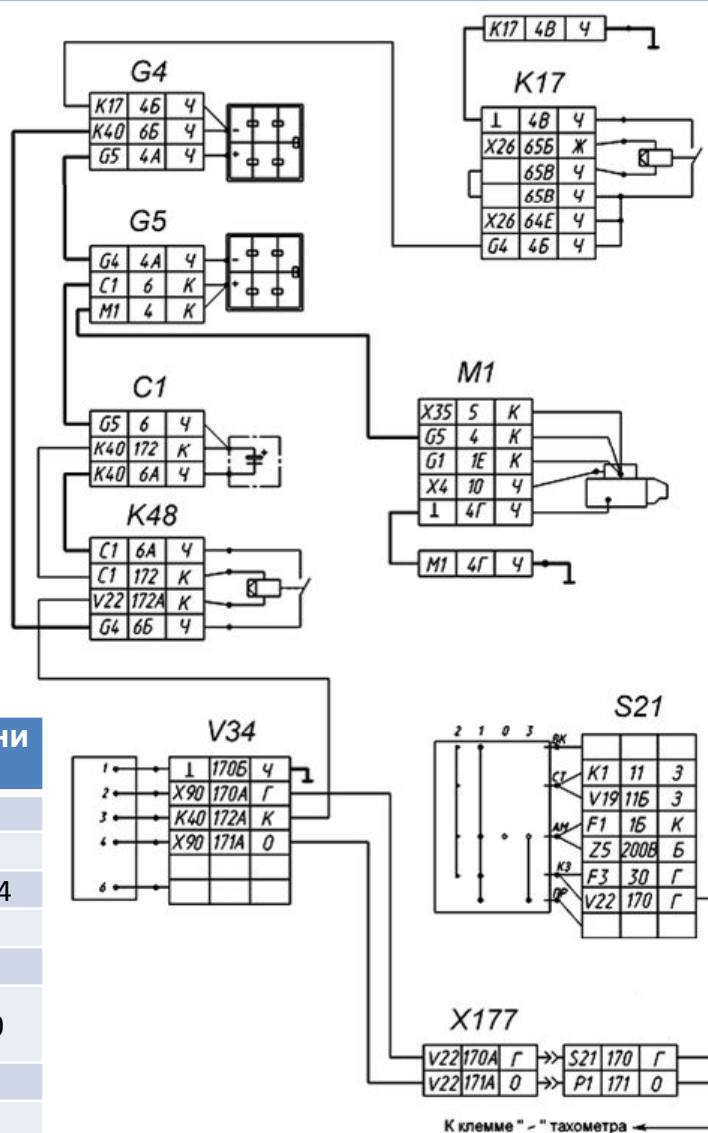 G4
K17 4Б Ч
K40 6Б Ч -
G5 4А Ч +
G5
G4 4А Ч -
C1 6 К +
M1 4 К
C1
G5 6 Ч
K40 172 К +
K40 6А Ч
K48
C1 6А Ч
C1 172 К
V22 172А К
G4 6Б Ч
K17 4В Ч
K17
⊥ 4В Ч
X26 65Б Ж
65В Ч
65В Ч
X26 64Е Ч
G4 4Б Ч
M1
X35 5 К
G5 4 К
G1 1Е К
X4 10 Ч
⊥ 4Г Ч
M1 4Г Ч
ни
4
0
V34
1 ⊥ 170Б Ч
2 X90 170А Г
3 K40 172А К
4 X90 171А О
6
S21
2 1 0 3
ВК
СТ K1 11 З
V19 11Б З
АМ F1 1Б К
Z5 200В Б
КЗ F3 30 Г
V22 170 Г
ПР
X177
V22 170А Г S21 170 Г
V22 171А О P1 171 О
К клемме " - " тахометра